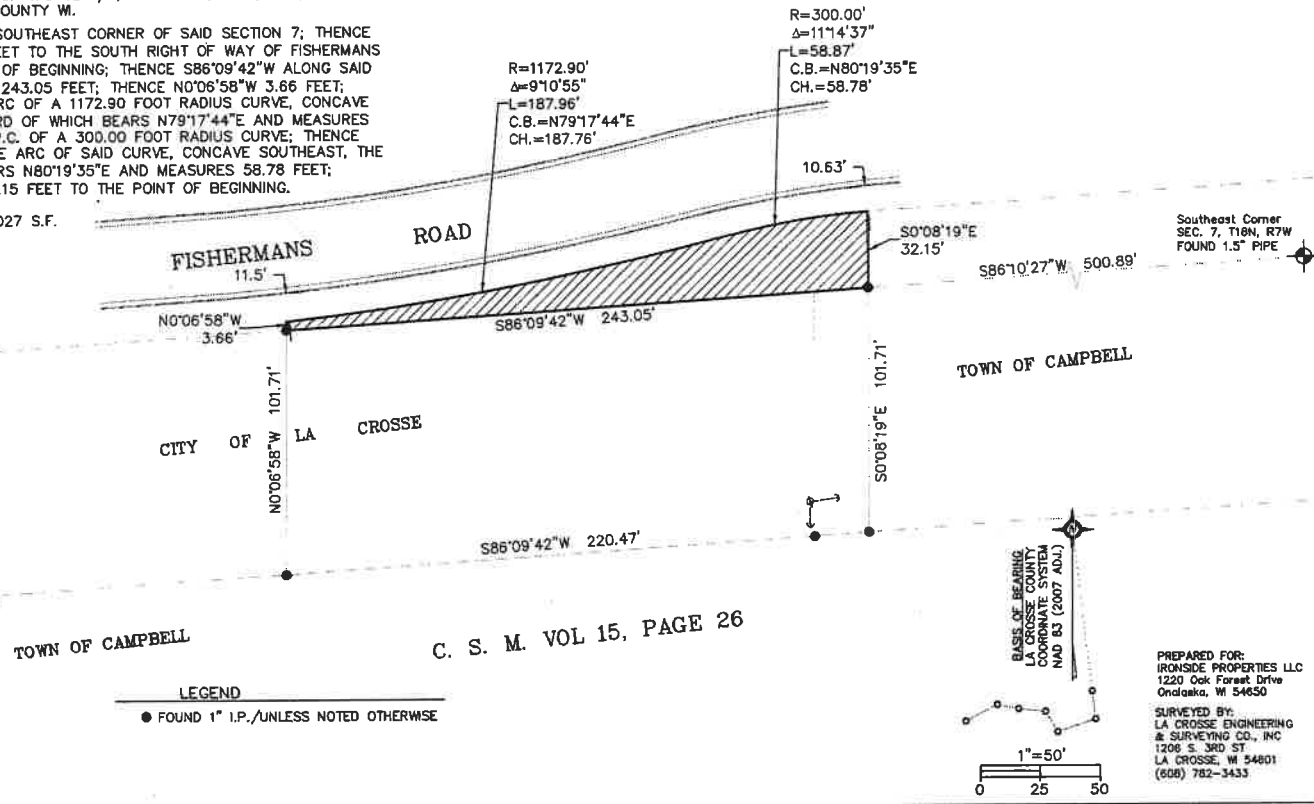 COUNTY WI.
SOUTHEAST CORNER OF SAID SECTION 7; THENCE
EET TO THE SOUTH RIGHT OF WAY OF FISHERMANS
OF BEGINNING; THENCE S86°09'42"W ALONG SAID
243.05 FEET; THENCE N0°06'58"W 3.66 FEET;
ARC OF A 1172.90 FOOT RADIUS CURVE, CONCAVE
RD OF WHICH BEARS N79°17'44"E AND MEASURES
P.C. OF A 300.00 FOOT RADIUS CURVE; THENCE
E ARC OF SAID CURVE, CONCAVE SOUTHEAST, THE
RS N80°19'35"E AND MEASURES 58.78 FEET;
.15 FEET TO THE POINT OF BEGINNING.
027 S.F.
R=1172.90'
Δ=9°10'55"
L=187.96'
C.B.=N79°17'44"E
CH.=187.76'
R=300.00'
Δ=11°14'37"
L=58.87'
C.B.=N80°19'35"E
CH.=58.78'
10.63'
FISHERMANS ROAD
11.5'
S0°08'19"E
32.15'
Southeast Corner
SEC. 7, T16N, R7W
FOUND 1.5" PIPE
S86°10'27"W 500.89'
N0°06'58"W
3.66'
S86°09'42"W 243.05'
N0°06'58"W 101.71'
S0°08'19"E 101.71'
TOWN OF CAMPBELL
CITY OF LA CROSSE
S86°09'42"W 220.47'
TOWN OF CAMPBELL
C. S. M. VOL 15, PAGE 26
LEGEND
● FOUND 1" I.P./UNLESS NOTED OTHERWISE
N
BASIS OF BEARING
LA CROSSE COUNTY
COORDINATE SYSTEM
NAD 83 (2007 ADJ.)
1"=50'
0 25 50
PREPARED FOR:
IRONSIDE PROPERTIES LLC
1220 Oak Forest Drive
Onalaska, WI 54650
SURVEYED BY:
LA CROSSE ENGINEERING
& SURVEYING CO., INC
1206 S. 3RD ST
LA CROSSE, WI 54601
(608) 782-3433